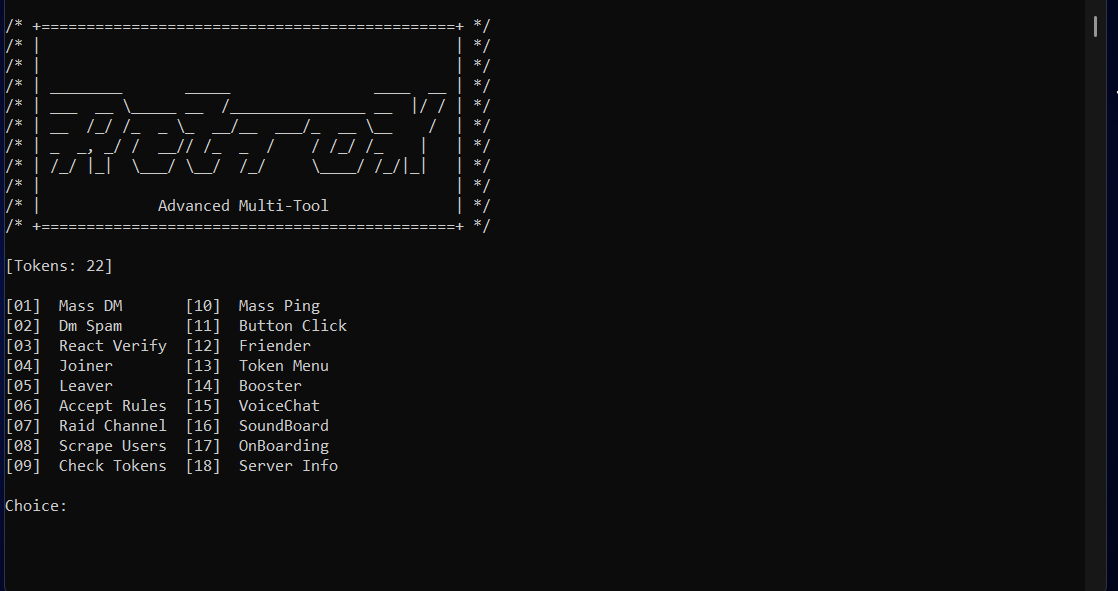 /* +==============================================+ */
/* |                                              | */
/* |                                              | */
/* | ________       _____                ____  __ | */
/* | ___  __ \_____ __  /_______________ __  |/ / | */
/* | __  /_/ /_  _ \_  __/__  ___/_  __ \__    /  | */
/* | _  _, _/ /  __// /_  _  /    / /_/ /_    |   | */
/* | /_/ |_|  \___/ \__/  /_/     \____/ /_/|_|   | */
/* |                                              | */
/* |             Advanced Multi-Tool              | */
/* +==============================================+ */
[Tokens: 22]
[01]  Mass DM       [10]  Mass Ping
[02]  Dm Spam       [11]  Button Click
[03]  React Verify  [12]  Friender
[04]  Joiner        [13]  Token Menu
[05]  Leaver        [14]  Booster
[06]  Accept Rules  [15]  VoiceChat
[07]  Raid Channel  [16]  SoundBoard
[08]  Scrape Users  [17]  OnBoarding
[09]  Check Tokens  [18]  Server Info
Choice: